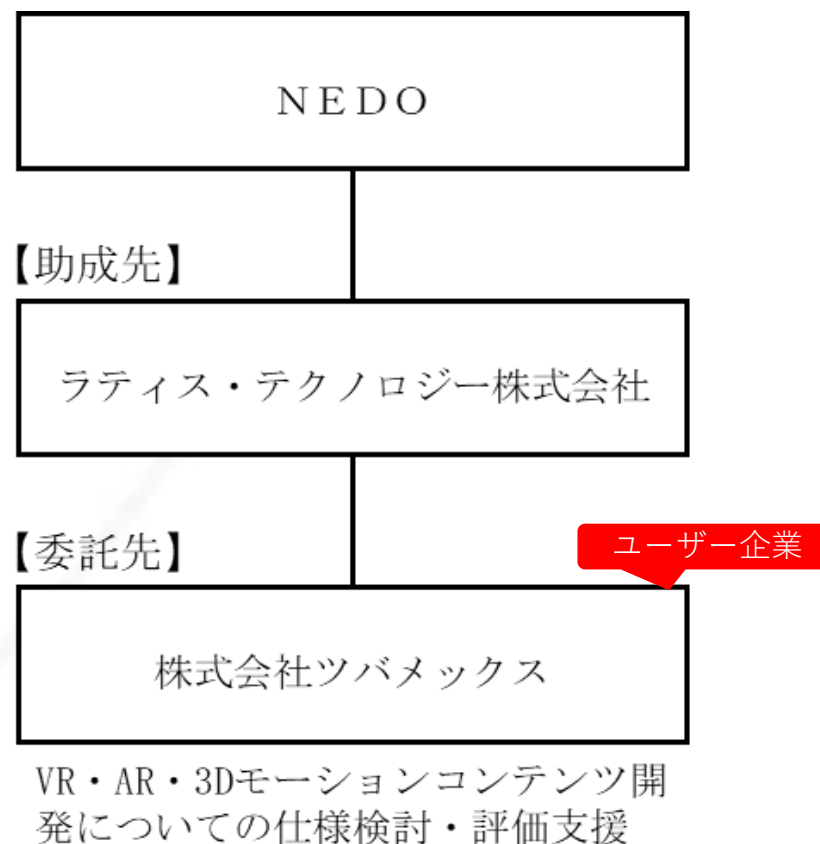 ＮＥＤＯ
【助成先】
ラティス・テクノロジー株式会社
【委託先】
ユーザー企業
株式会社ツバメックス
VR・AR・3Dモーションコンテンツ開
発についての仕様検討・評価支援